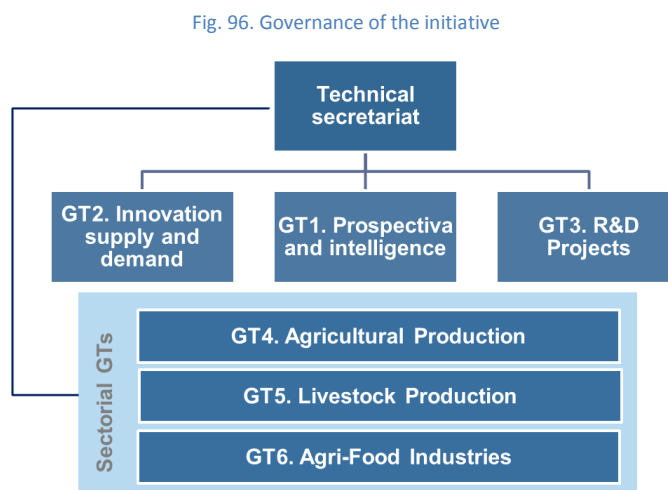 Fig. 96. Governance of the initiative
Technical
secretariat
GT2. Innovation
supply and
demand
GT1. Prospectiva
and intelligence
GT3. R&D
Projects
Sectorial GTs
GT4. Agricultural Production
GT5. Livestock Production
GT6. Agri-Food Industries